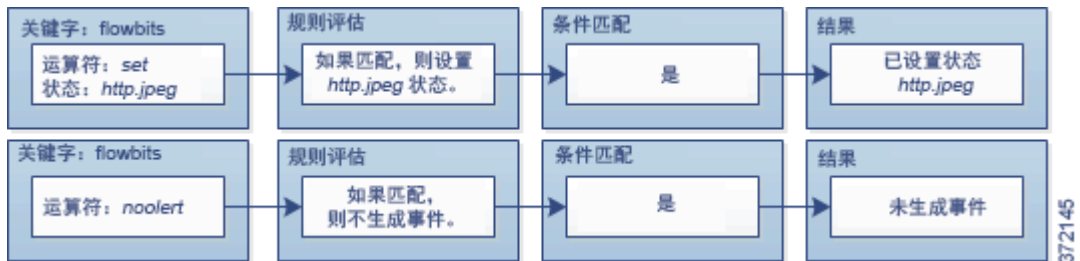 关键字：flowbits
运算符：set
状态：http.jpeg
规则评估
如果匹配，则设置
http.jpeg 状态。
条件匹配
是
结果
已设置状态
http.jpeg
关键字：flowbits
运算符：noolert
规则评估
如果匹配，
则不生成事件。
条件匹配
是
结果
未生成事件
372145